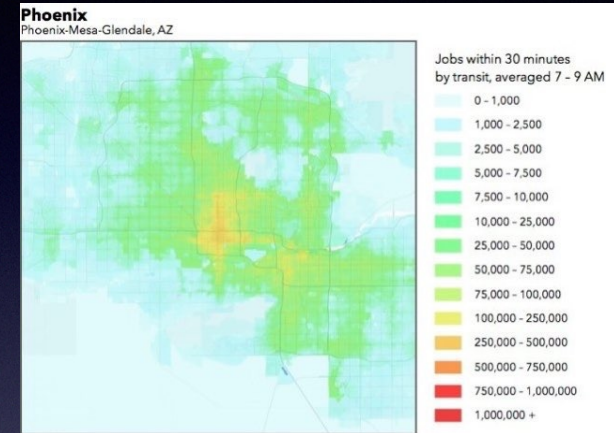 Phoenix
Phoenix-Mesa-Glendale, AZ
Jobs within 30 minutes
by transit, averaged 7 – 9 AM
0 – 1,000
1,000 – 2,500
2,500 – 5,000
5,000 – 7,500
7,500 – 10,000
10,000 – 25,000
25,000 – 50,000
50,000 – 75,000
75,000 – 100,000
100,000 – 250,000
250,000 – 500,000
500,000 – 750,000
750,000 – 1,000,000
1,000,000 +